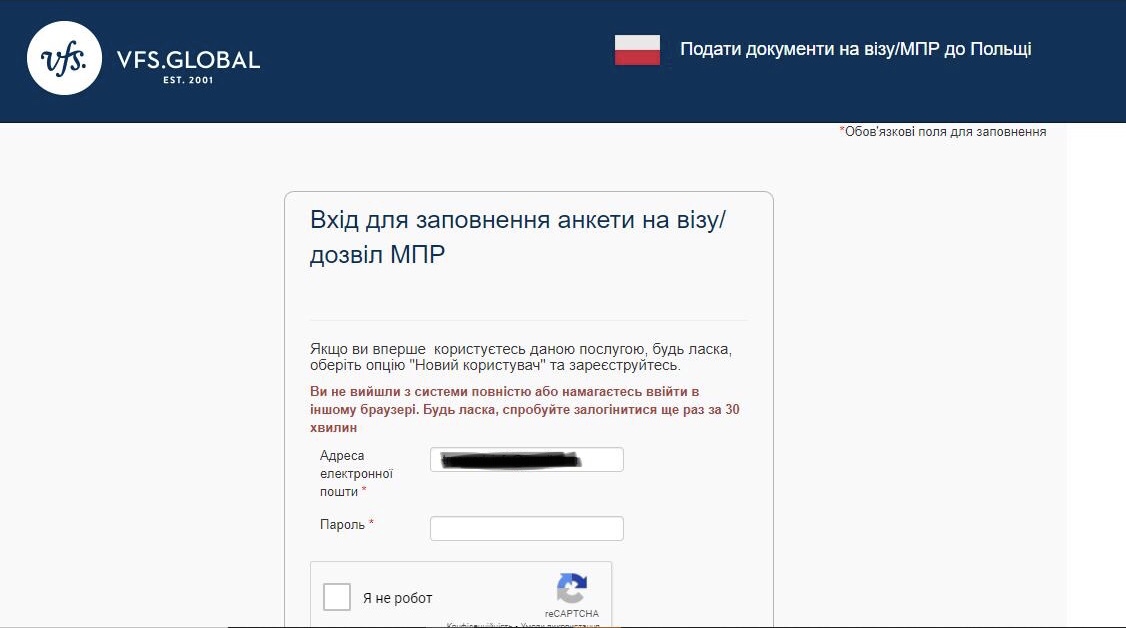 vfs.
VFS.GLOBAL
EST. 2001
Подати документи на візу/МПР до Польщі
*Обов'язкові поля для заповнення
Вхід для заповнення анкети на візу/
дозвіл МПР
Якщо ви вперше користуєтесь даною послугою, будь ласка,
оберіть опцію "Новий користувач" та зареєструйтесь.
Ви не вийшли з системи повністю або намагаєтесь ввійти в
іншому браузері. Будь ласка, спробуйте залогінитися ще раз за 30
хвилин
Адреса
електронної
пошти *
Пароль *
Я не робот
reCAPTCHA
Конфіденційність • Умови використання